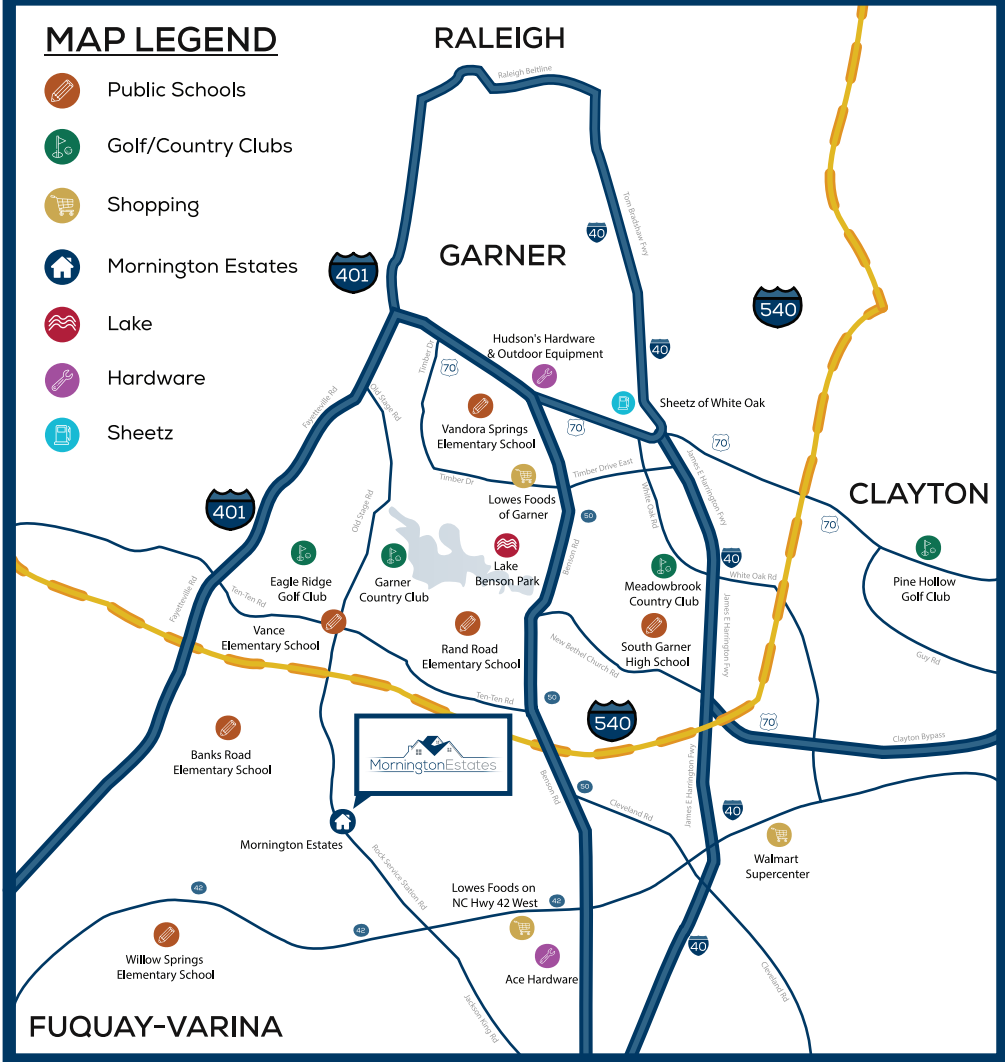 MAP LEGEND
Public Schools
Golf/Country Clubs
Shopping
Mornington Estates
Lake
Hardware
Sheetz
RALEIGH
Raleigh Beltline
Tom Bradshaw Fwy
40
GARNER
401
540
40
Hudson's Hardware
& Outdoor Equipment
Timber Dr
70
Fayetteville Rd
Old Stage Rd
Sheetz of White Oak
Vandora Springs
Elementary School
70
70
Timber Dr
Timber Drive East
James E Harrington Fwy
Lowes Foods
of Garner
White Oak Rd
CLAYTON
401
Old Stage Rd
50
70
Benson Rd
Eagle Ridge
Golf Club
Garner
Country Club
Lake
Benson Park
40
Meadowbrook
Country Club
White Oak Rd
Pine Hollow
Golf Club
Fayetteville Rd
Ten-Ten Rd
Vance
Elementary School
Rand Road
Elementary School
New Bethel Church Rd
South Garner
High School
James E Harrington Fwy
Guy Rd
Ten-Ten Rd
50
540
70
Clayton Bypass
Banks Road
Elementary School
MorningtonEstates
Benson Rd
50
James E Harrington Fwy
Cleveland Rd
40
Mornington Estates
Rock Service Station Rd
Walmart
Supercenter
42
Lowes Foods on
NC Hwy 42 West
42
42
Willow Springs
Elementary School
Ace Hardware
40
Cleveland Rd
Jackson King Rd
FUQUAY-VARINA